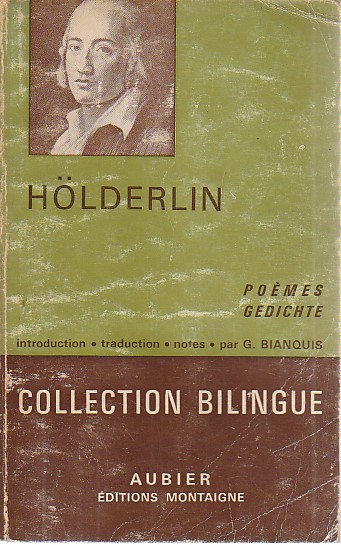 HÖLDERLIN
POÈMES
GEDICHTE
introduction • traduction • notes • par G. BIANQUIS
COLLECTION BILINGUE
AUBIER
ÉDITIONS MONTAIGNE